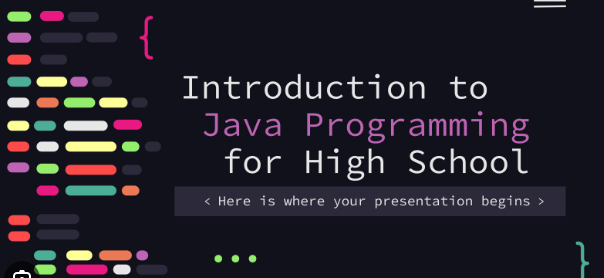 {
Introduction to
Java Programming
for High School
< Here is where your presentation begins >
}